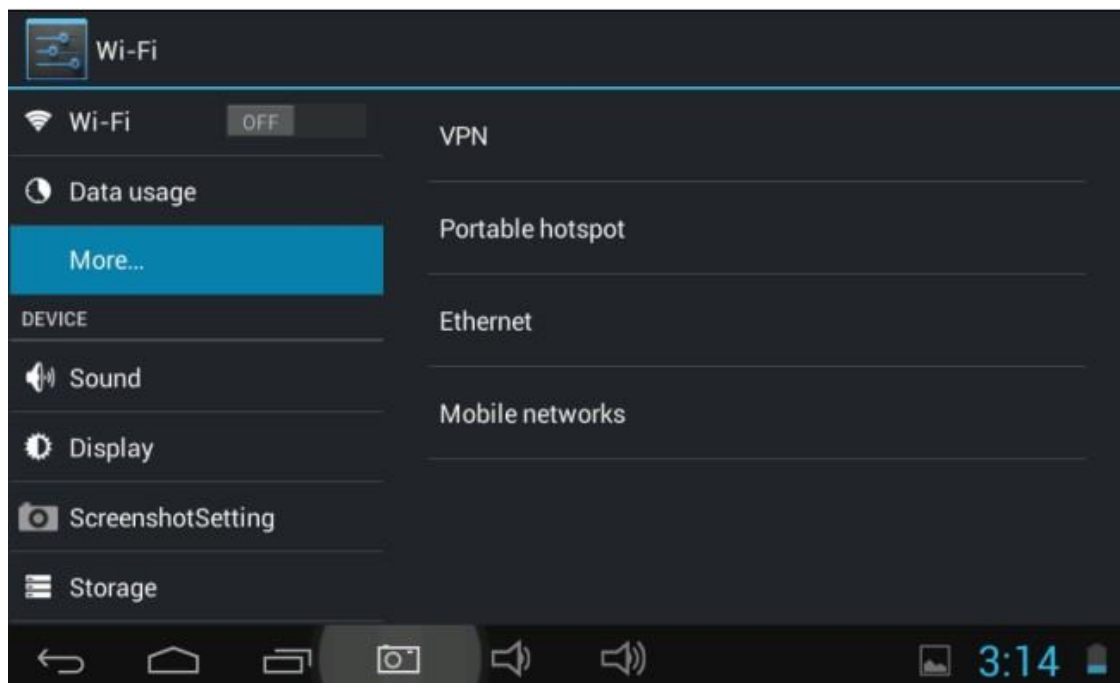 Wi-Fi
Wi-Fi OFF
Data usage
More...
DEVICE
Sound
Display
ScreenshotSetting
Storage
VPN
Portable hotspot
Ethernet
Mobile networks
3:14